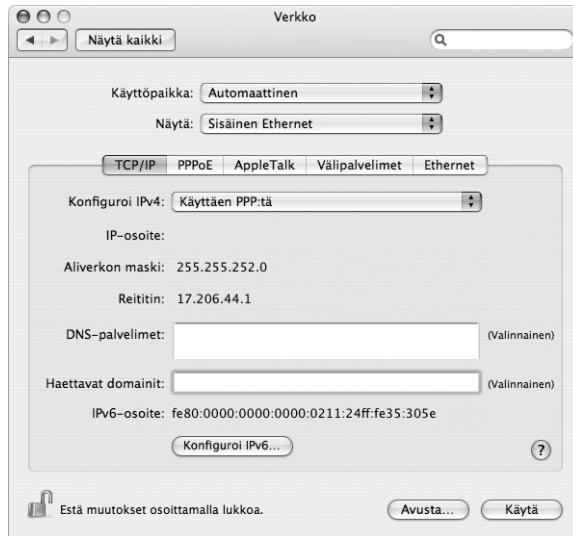 Verkko
Näytä kaikki
Käyttöpaikka: Automaattinen
Näytä: Sisäinen Ethernet
TCP/IP PPPoE AppleTalk Välipalvelimet Ethernet
Konfiguroi IPv4: Käyttäen PPP:tä
IP-osoite:
Aliverkon maski: 255.255.252.0
Reititin: 17.206.44.1
DNS-palvelimet: (Valinnainen)
Haettavat domainit: (Valinnainen)
IPv6-osoite: fe80:0000:0000:0000:0211:24ff:fe35:305e
Konfiguroi IPv6... ?
Estä muutokset osoittamalla lukkoa. Avusta... Käytä